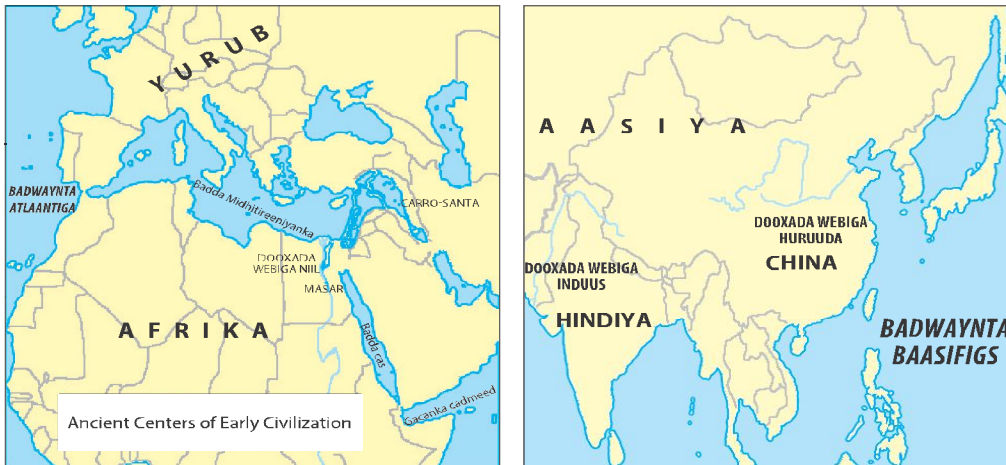 YURUB
BADWAYNTA
ATLAANTIGA
Badda Midhitireeniyanka
CARRO-SANTA
DOOXADA
WEBIGA NIIL
MASAR
AFRIKA
Badda cas
Gacanka cadmeed
Ancient Centers of Early Civilization
AASIYA
DOOXADA WEBIGA
HURUUDA
CHINA
DOOXADA WEBIGA
INDUUS
HINDIYA
BADWAYNTA
BAASIFIGS